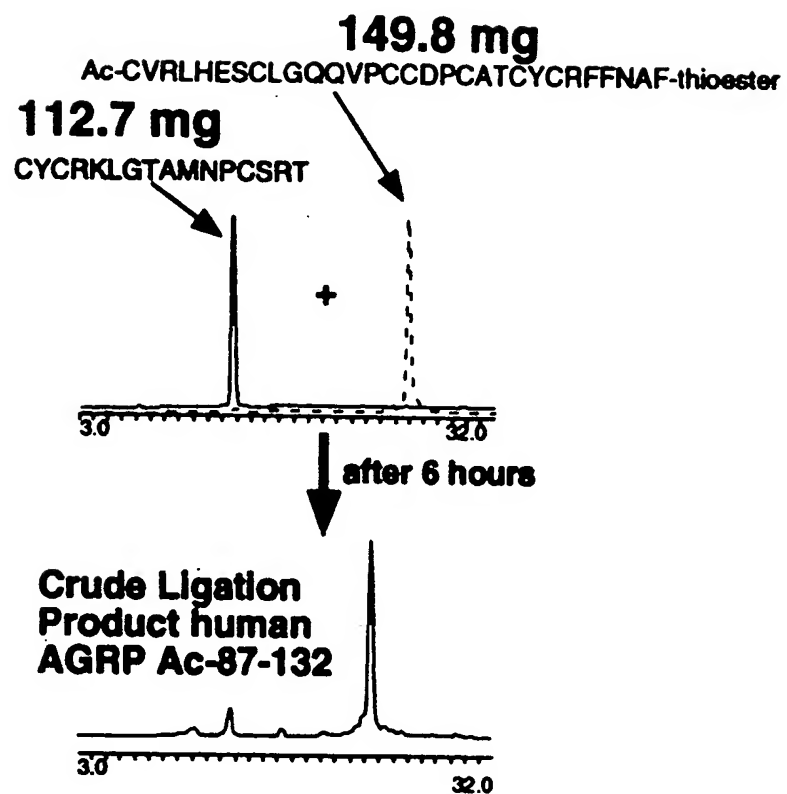 149.8 mg
Ac-CVRLHESCLGQQVPCCDPCATCYCRFFNAF-thioester
112.7 mg
CYCRKLGTAMNPCSRT
+
3.0
32.0
after 6 hours
Crude Ligation
Product human
AGRP Ac-87-132
3.0
32.0